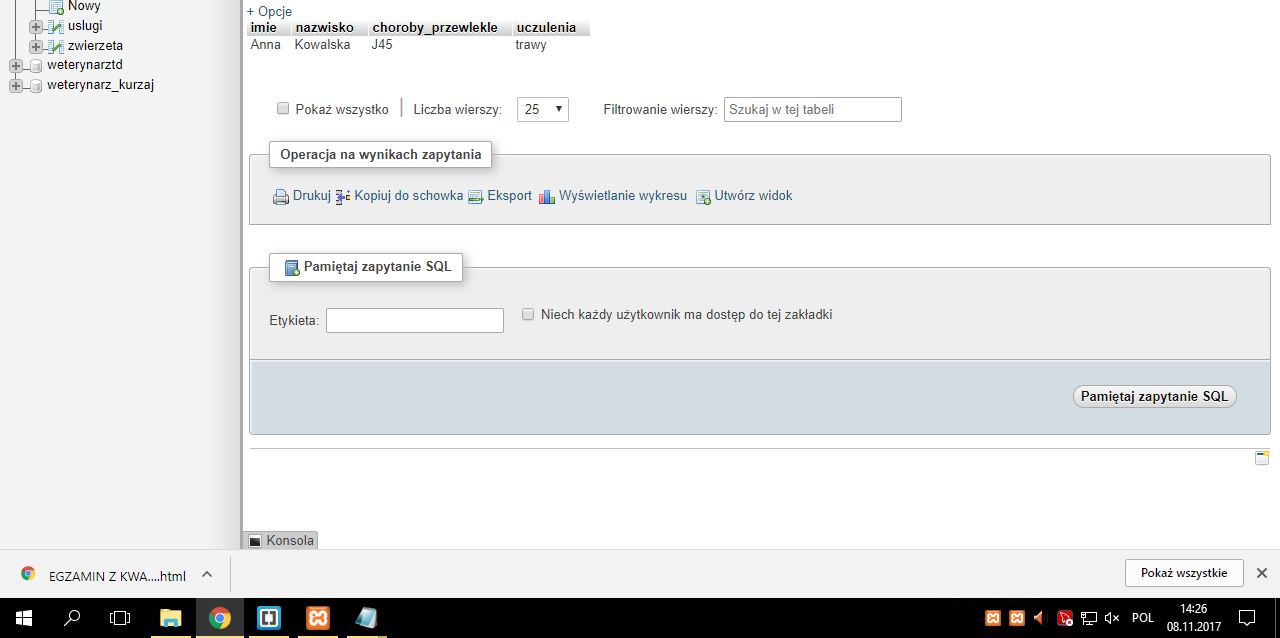 Nowy
uslugi
zwierzeta
weterynarztd
weterynarz_kurzaj
+ Opcje
imie nazwisko choroby_przewlekle uczulenia
Anna Kowalska J45 trawy
Pokaż wszystko | Liczba wierszy: 25 Filtrowanie wierszy: Szukaj w tej tabeli
Operacja na wynikach zapytania
Drukuj Kopiuj do schowka Eksport Wyświetlanie wykresu Utwórz widok
Pamiętaj zapytanie SQL
Etykieta: Niech każdy użytkownik ma dostęp do tej zakładki
Pamiętaj zapytanie SQL
Konsola
EGZAMIN Z KWA....html Pokaż wszystkie
POL 14:26
08.11.2017